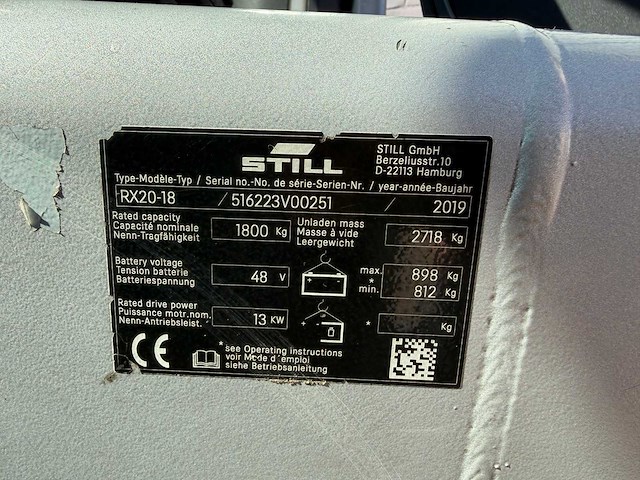 STILL
STILL GmbH
Berzeliusstr.10
D-22113 Hamburg
Type-Modèle-Typ / Serial no.-No. de série-Serien-Nr. / year-année-Baujahr
RX20-18 / 516223V00251 / 2019
Rated capacity
Capacité nominale
Nenn-Tragfähigkeit
1800 Kg
Unladen mass
Masse à vide
Leergewicht
2718 Kg
Battery voltage
Tension batterie
Batteriespannung
48 V
max. 898 Kg
*
min. 812 Kg
Rated drive power
Puissance motr.nom.
Nenn-Antriebsleist.
13 KW
* Kg
CE
*see Operating instructions
voir Mode d´emploi
siehe Betriebsanleitung